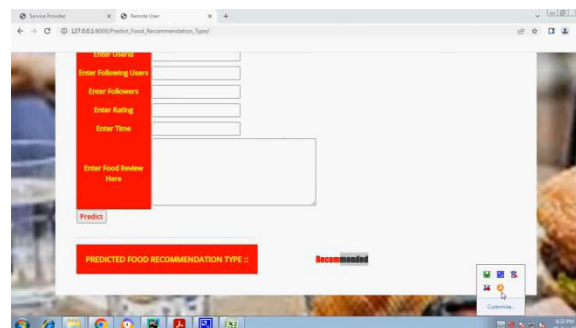 Service Provider
Remote User
127.0.0.1:8000/Predict_Food_Recommendation_Type/
Enter Userid
Enter Following Users
Enter Followers
Enter Rating
Enter Time
Enter Food Review
Here
Predict
PREDICTED FOOD RECOMMENDATION TYPE ::
Recommended
Customize...